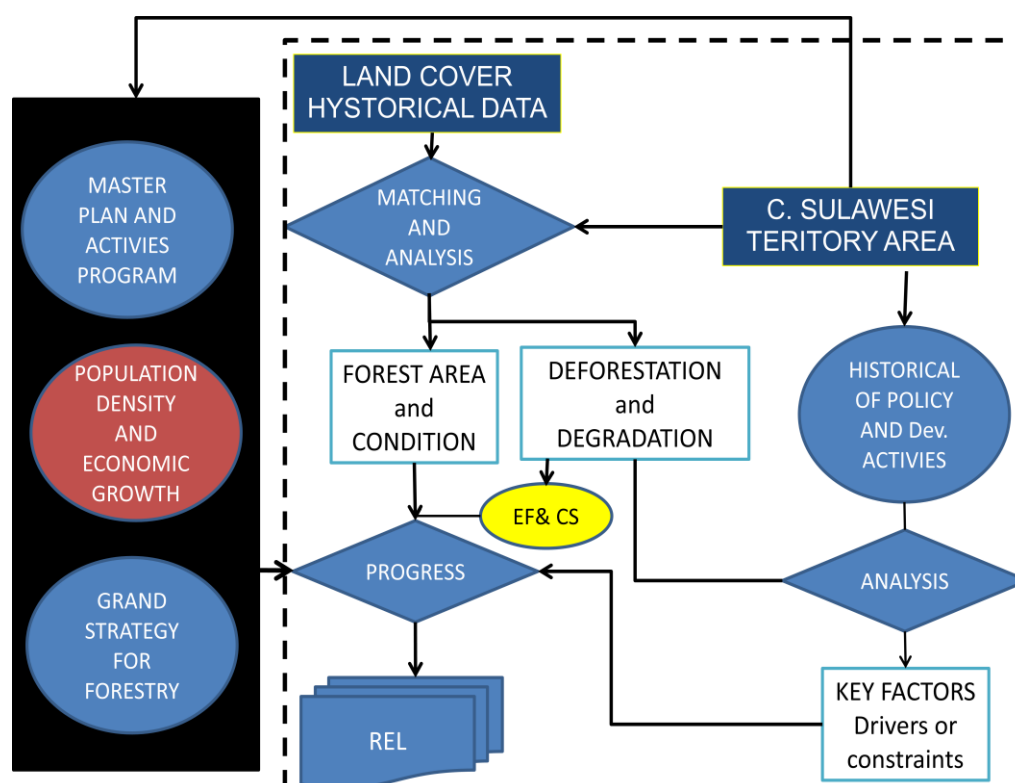 LAND COVER
HYSTORICAL DATA
MASTER
PLAN AND
ACTIVIES
PROGRAM
MATCHING
AND
ANALYSIS
C. SULAWESI
TERITORY AREA
POPULATION
DENSITY
AND
ECONOMIC
GROWTH
FOREST AREA
and
CONDITION
DEFORESTATION
and
DEGRADATION
HISTORICAL
OF POLICY
AND Dev.
ACTIVIES
EF& CS
GRAND
STRATEGY
FOR
FORESTRY
PROGRESS
ANALYSIS
REL
KEY FACTORS
Drivers or
constraints